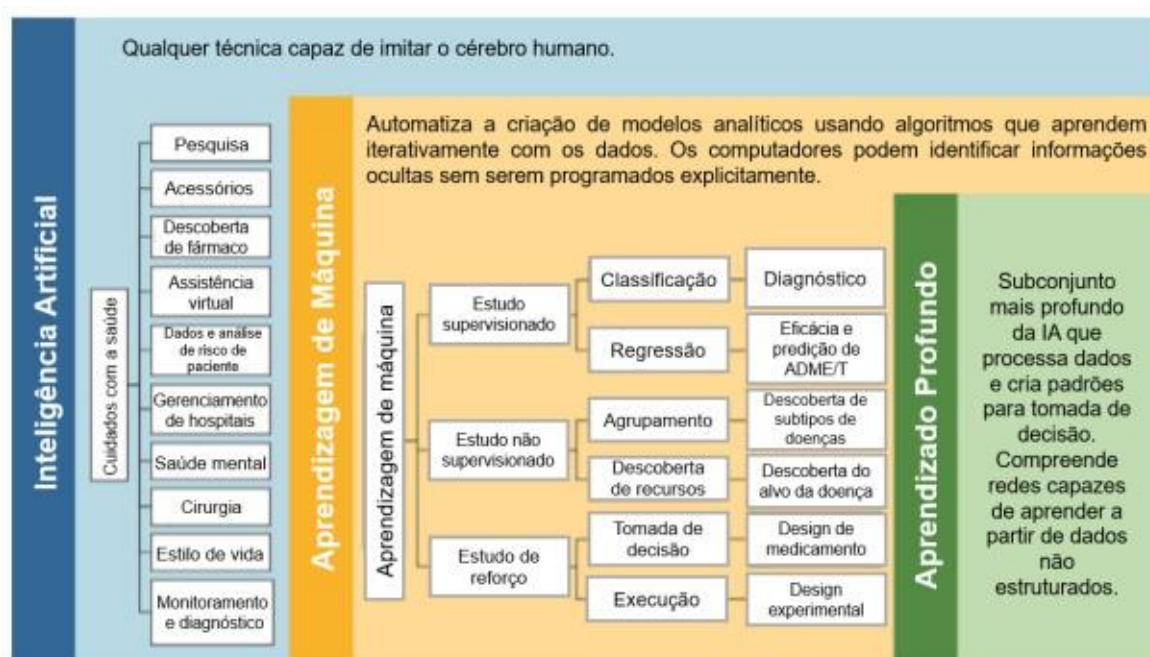 Inteligência Artificial
Qualquer técnica capaz de imitar o cérebro humano.
Cuidados com a saúde
Pesquisa
Acessórios
Descoberta
de fármaco
Assistência
virtual
Dados e análise
de risco de
paciente
Gerenciamento
de hospitais
Saúde mental
Cirurgia
Estilo de vida
Monitoramento
e diagnóstico
Aprendizagem de Máquina
Automatiza a criação de modelos analíticos usando algoritmos que aprendem
iterativamente com os dados. Os computadores podem identificar informações
ocultas sem serem programados explicitamente.
Aprendizagem de máquina
Estudo
supervisionado
Classificação
Diagnóstico
Regressão
Eficácia e
predição de
ADME/T
Estudo não
supervisionado
Agrupamento
Descoberta de
subtipos de
doenças
Descoberta
de recursos
Descoberta do
alvo da doença
Estudo de
reforço
Tomada de
decisão
Design de
medicamento
Execução
Design
experimental
Aprendizado Profundo
Subconjunto
mais profundo
da IA que
processa dados
e cria padrões
para tomada de
decisão.
Compreende
redes capazes
de aprender a
partir de dados
não
estruturados.